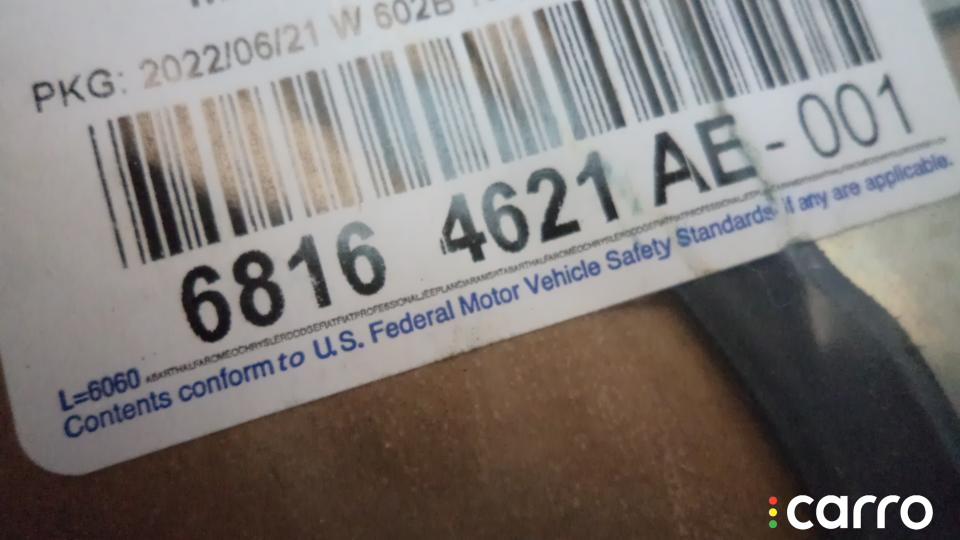 PKG: 2022/06/21 W 602B
6816 4621 AE - 001
L=6060
Contents conform to U.S. Federal Motor Vehicle Safety Standards if any are applicable.
carro